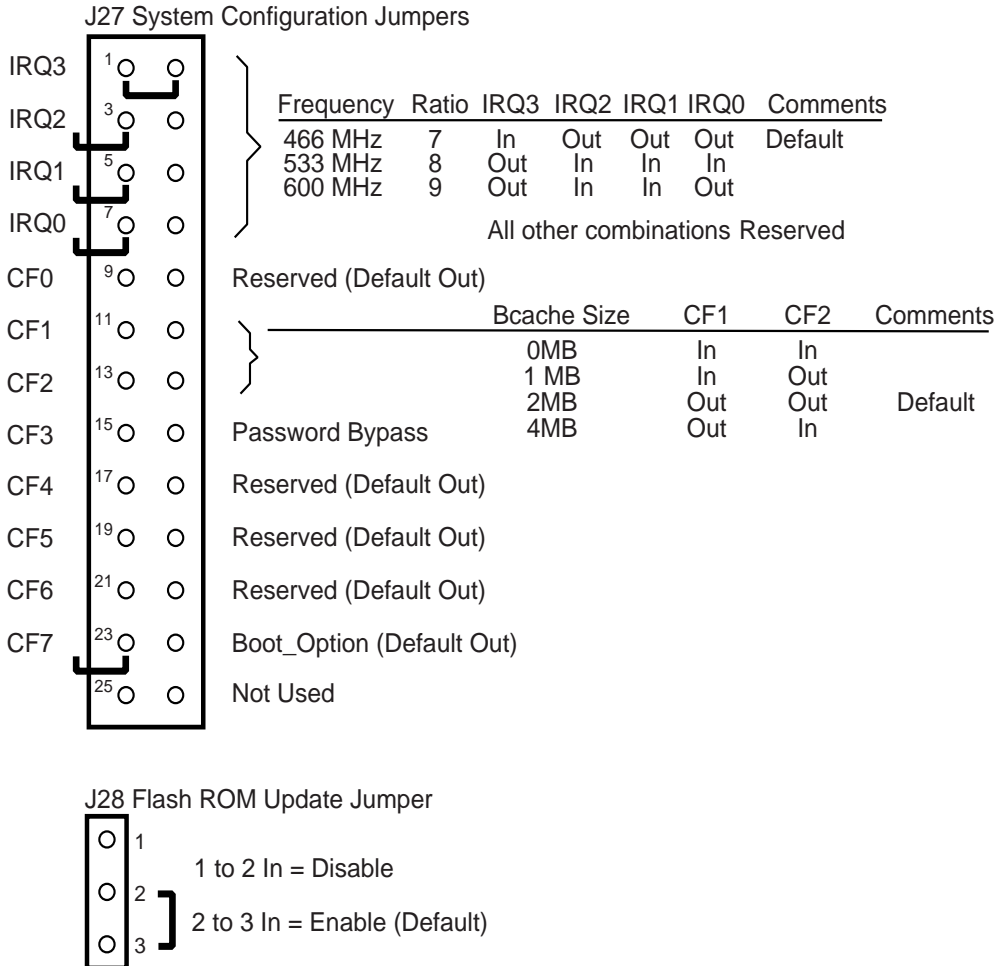 J27 System Configuration Jumpers
IRQ3 1
Frequency Ratio IRQ3 IRQ2 IRQ1 IRQ0 Comments
IRQ2 3
466 MHz 7 In Out Out Out Default
533 MHz 8 Out In In In
IRQ1 5
600 MHz 9 Out In In Out
IRQ0 7
All other combinations Reserved
CF0 9 Reserved (Default Out)
Bcache Size CF1 CF2 Comments
CF1 11
0MB In In
1 MB In Out
CF2 13
2MB Out Out Default
4MB Out In
CF3 15 Password Bypass
CF4 17 Reserved (Default Out)
CF5 19 Reserved (Default Out)
CF6 21 Reserved (Default Out)
CF7 23 Boot_Option (Default Out)
25 Not Used
J28 Flash ROM Update Jumper
1
1 to 2 In = Disable
2
2 to 3 In = Enable (Default)
3